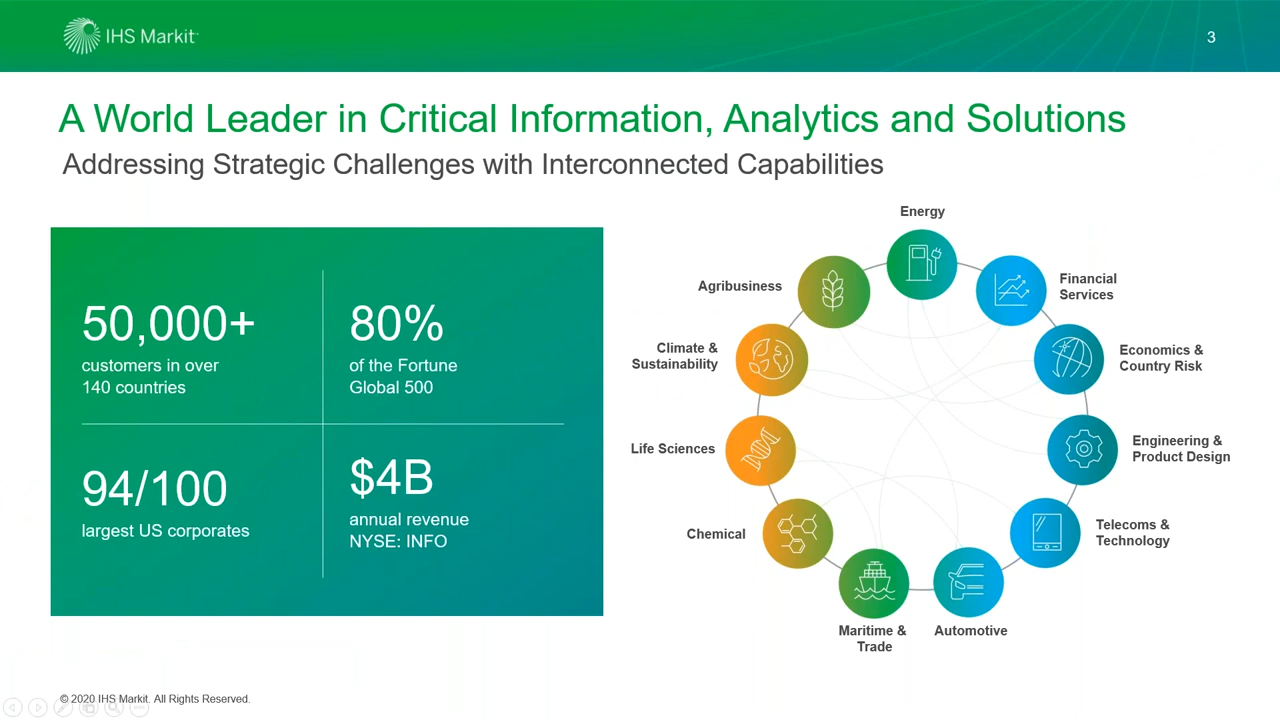 IHS Markit™
3
A World Leader in Critical Information, Analytics and Solutions
Addressing Strategic Challenges with Interconnected Capabilities
50,000+
customers in over
140 countries
80%
of the Fortune
Global 500
94/100
largest US corporates
$4B
annual revenue
NYSE: INFO
Energy
Financial
Services
Economics &
Country Risk
Engineering &
Product Design
Telecoms &
Technology
Automotive
Maritime &
Trade
Chemical
Life Sciences
Climate &
Sustainability
Agribusiness
© 2020 IHS Markit. All Rights Reserved.